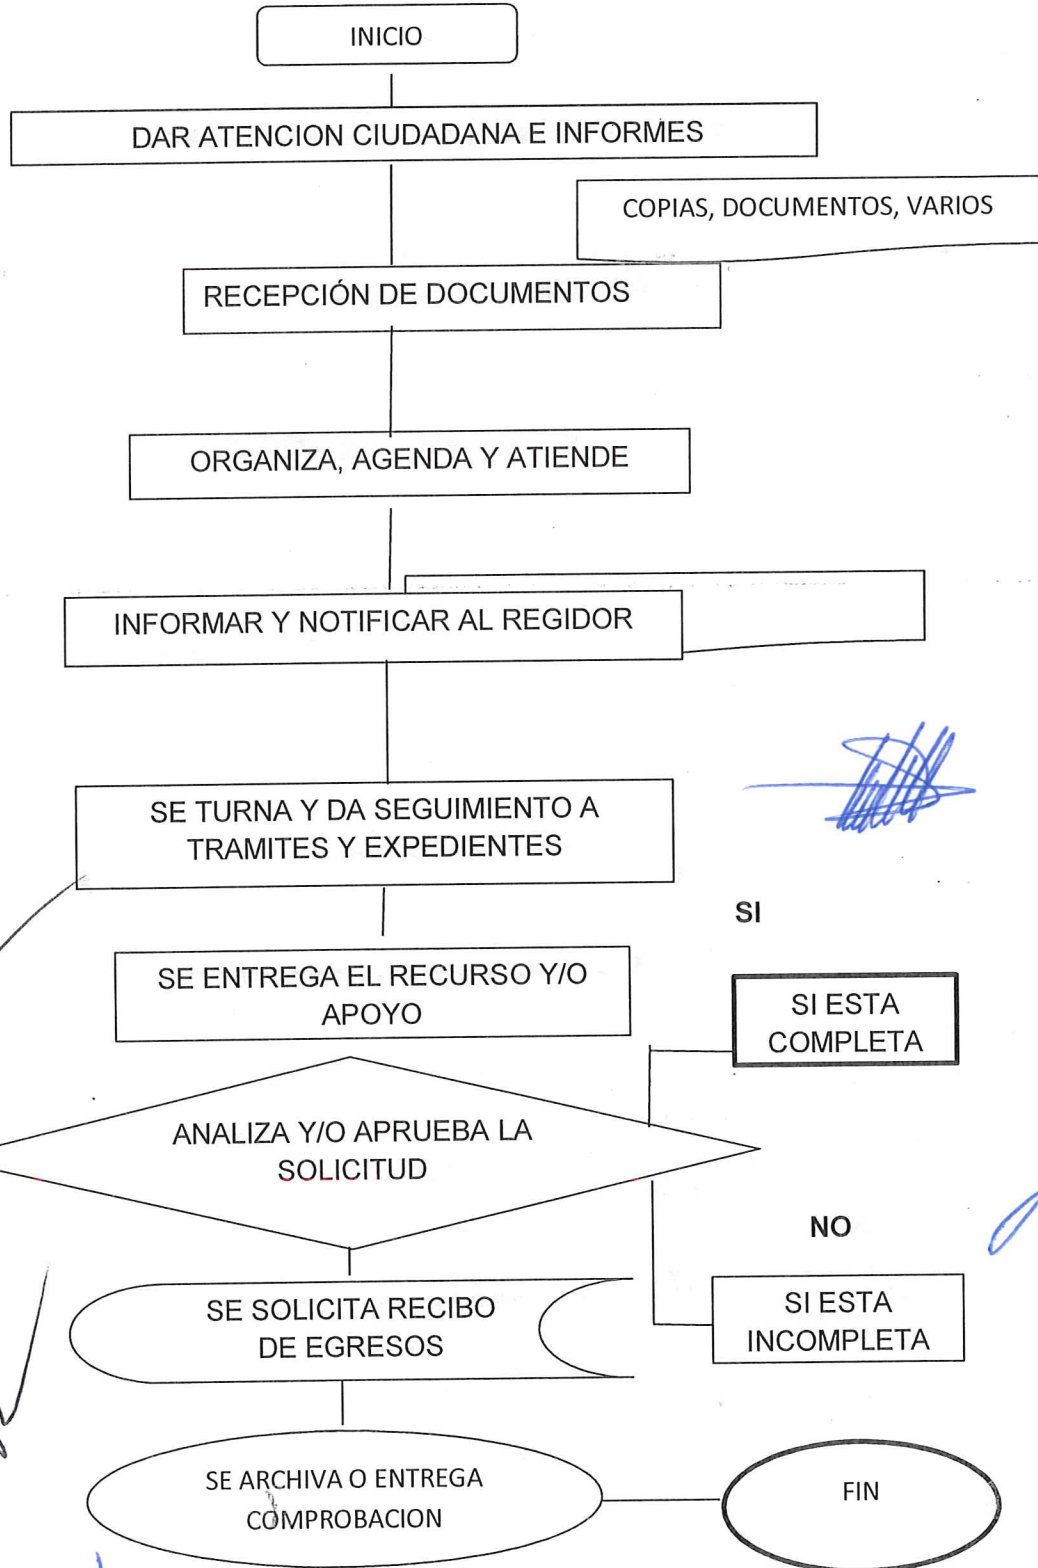 INICIO
DAR ATENCION CIUDADANA E INFORMES
COPIAS, DOCUMENTOS, VARIOS
RECEPCIÓN DE DOCUMENTOS
ORGANIZA, AGENDA Y ATIENDE
INFORMAR Y NOTIFICAR AL REGIDOR
SE TURNA Y DA SEGUIMIENTO A
TRAMITES Y EXPEDIENTES
SI
SE ENTREGA EL RECURSO Y/O
APOYO
SI ESTA
COMPLETA
ANALIZA Y/O APRUEBA LA
SOLICITUD
NO
SI ESTA
INCOMPLETA
SE SOLICITA RECIBO
DE EGRESOS
SE ARCHIVA O ENTREGA
COMPROBACION
FIN